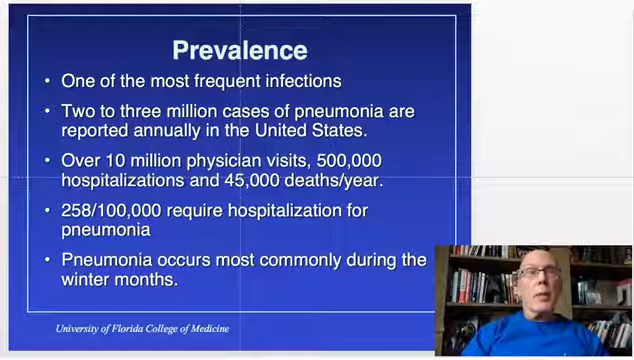 Prevalence
• One of the most frequent infections
• Two to three million cases of pneumonia are
reported annually in the United States.
• Over 10 million physician visits, 500,000
hospitalizations and 45,000 deaths/year.
• 258/100,000 require hospitalization for
pneumonia
• Pneumonia occurs most commonly during the
winter months.
University of Florida College of Medicine